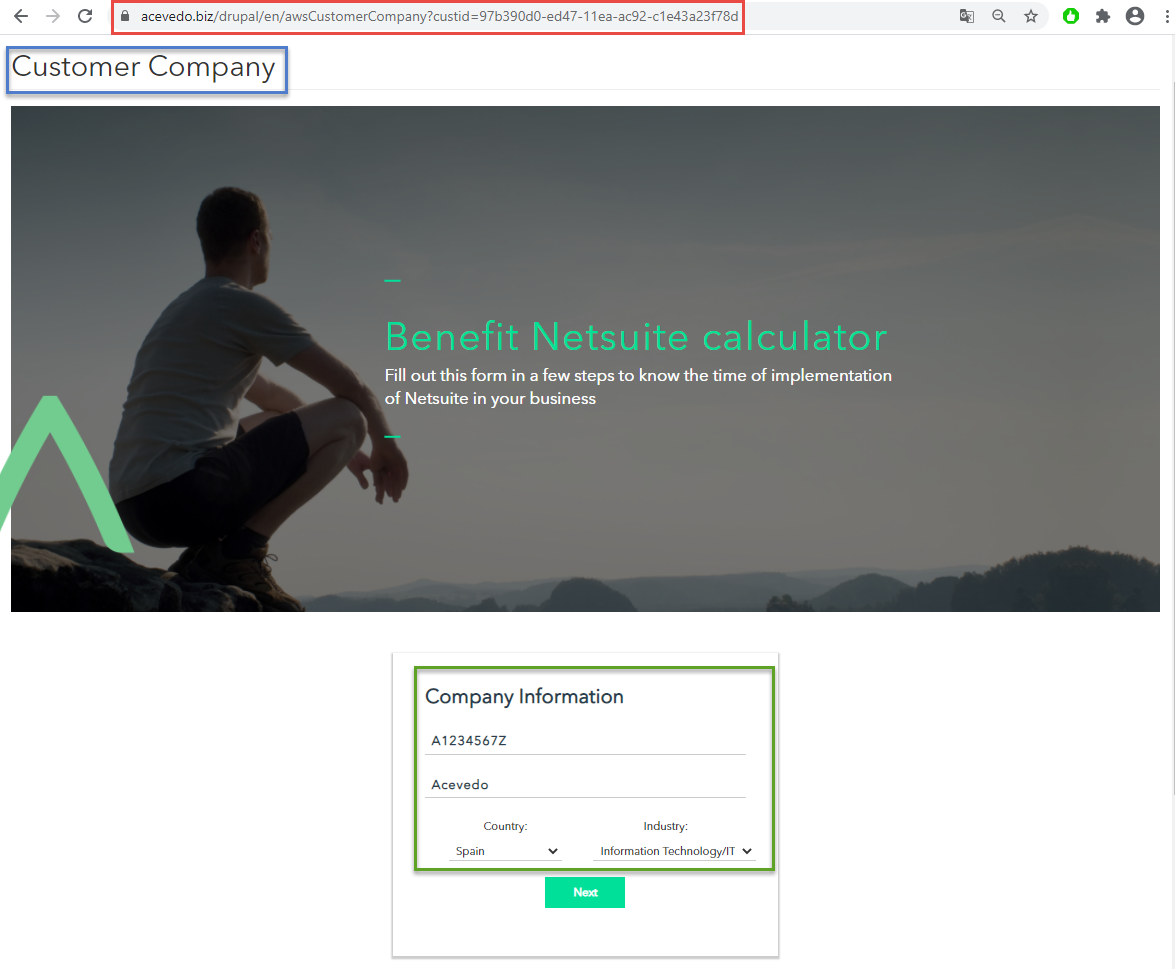 acevedo.biz/drupal/en/awsCustomerCompany?custid=97b390d0-ed47-11ea-ac92-c1e43a23f78d
Customer Company
Benefit Netsuite calculator
Fill out this form in a few steps to know the time of implementation
of Netsuite in your business
Company Information
A1234567Z
Acevedo
Country: Industry:
Spain Information Technology/IT
Next